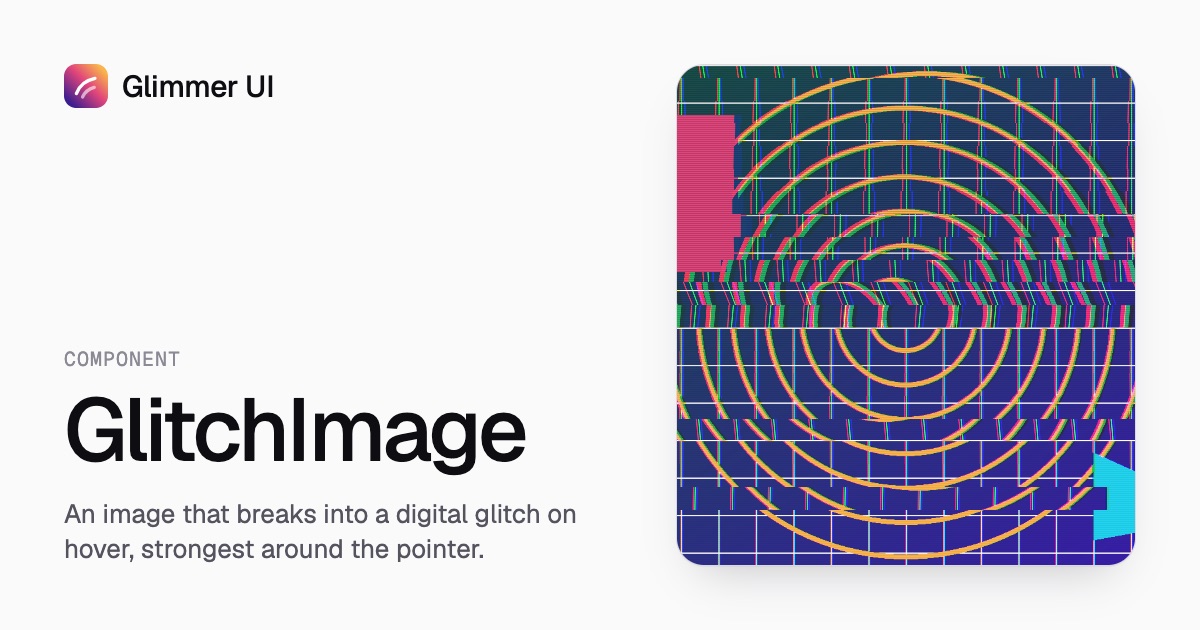 Glimmer UI
COMPONENT
GlitchImage
An image that breaks into a digital glitch on
hover, strongest around the pointer.